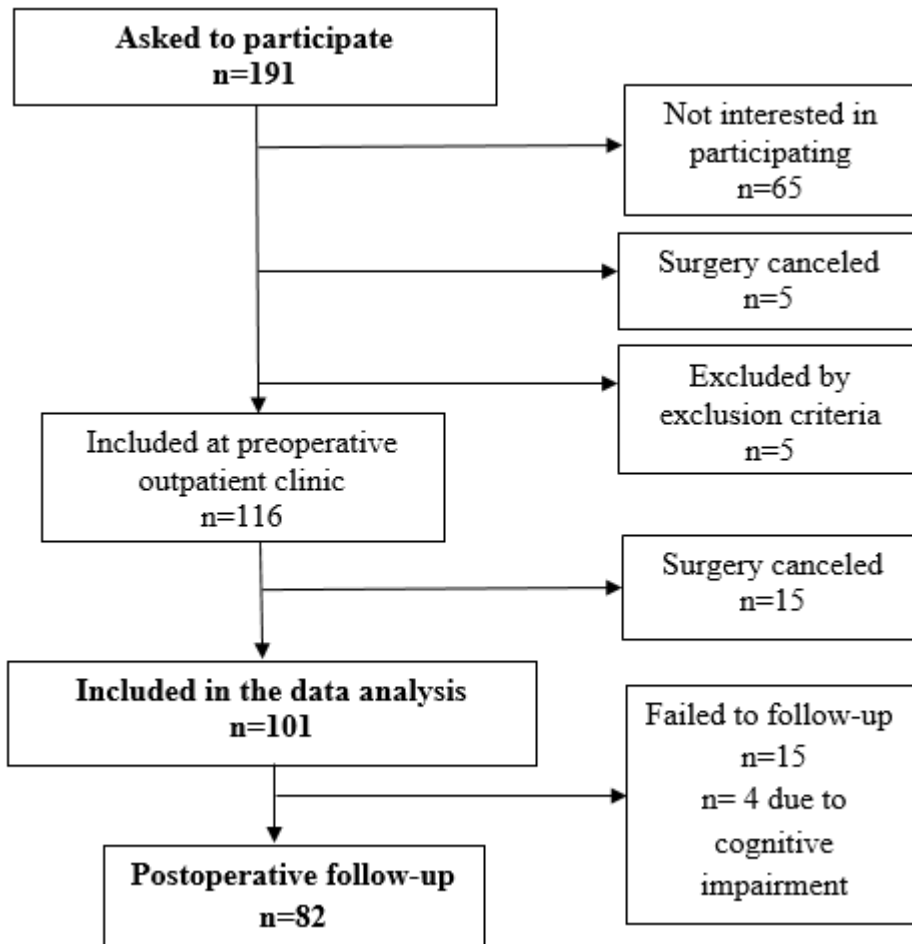 Asked to participate
n=191
Not interested in
participating
n=65
Surgery canceled
n=5
Excluded by
exclusion criteria
n=5
Included at preoperative
outpatient clinic
n=116
Surgery canceled
n=15
Included in the data analysis
n=101
Failed to follow-up
n=15
n= 4 due to
cognitive
impairment
Postoperative follow-up
n=82